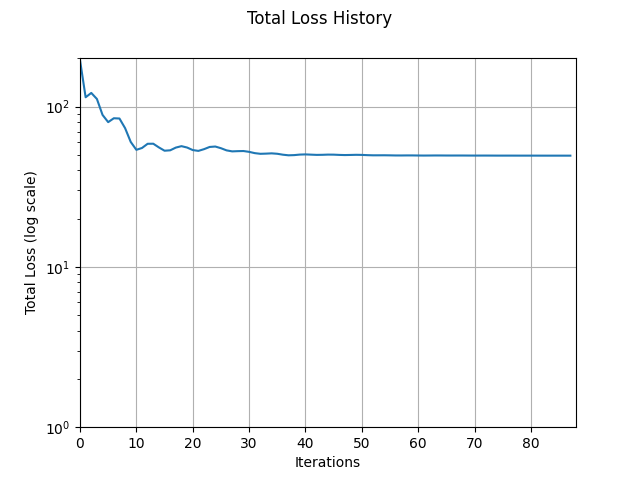 Total Loss History
Total Loss (log scale)
10²
10¹
10⁰
0 10 20 30 40 50 60 70 80
Iterations